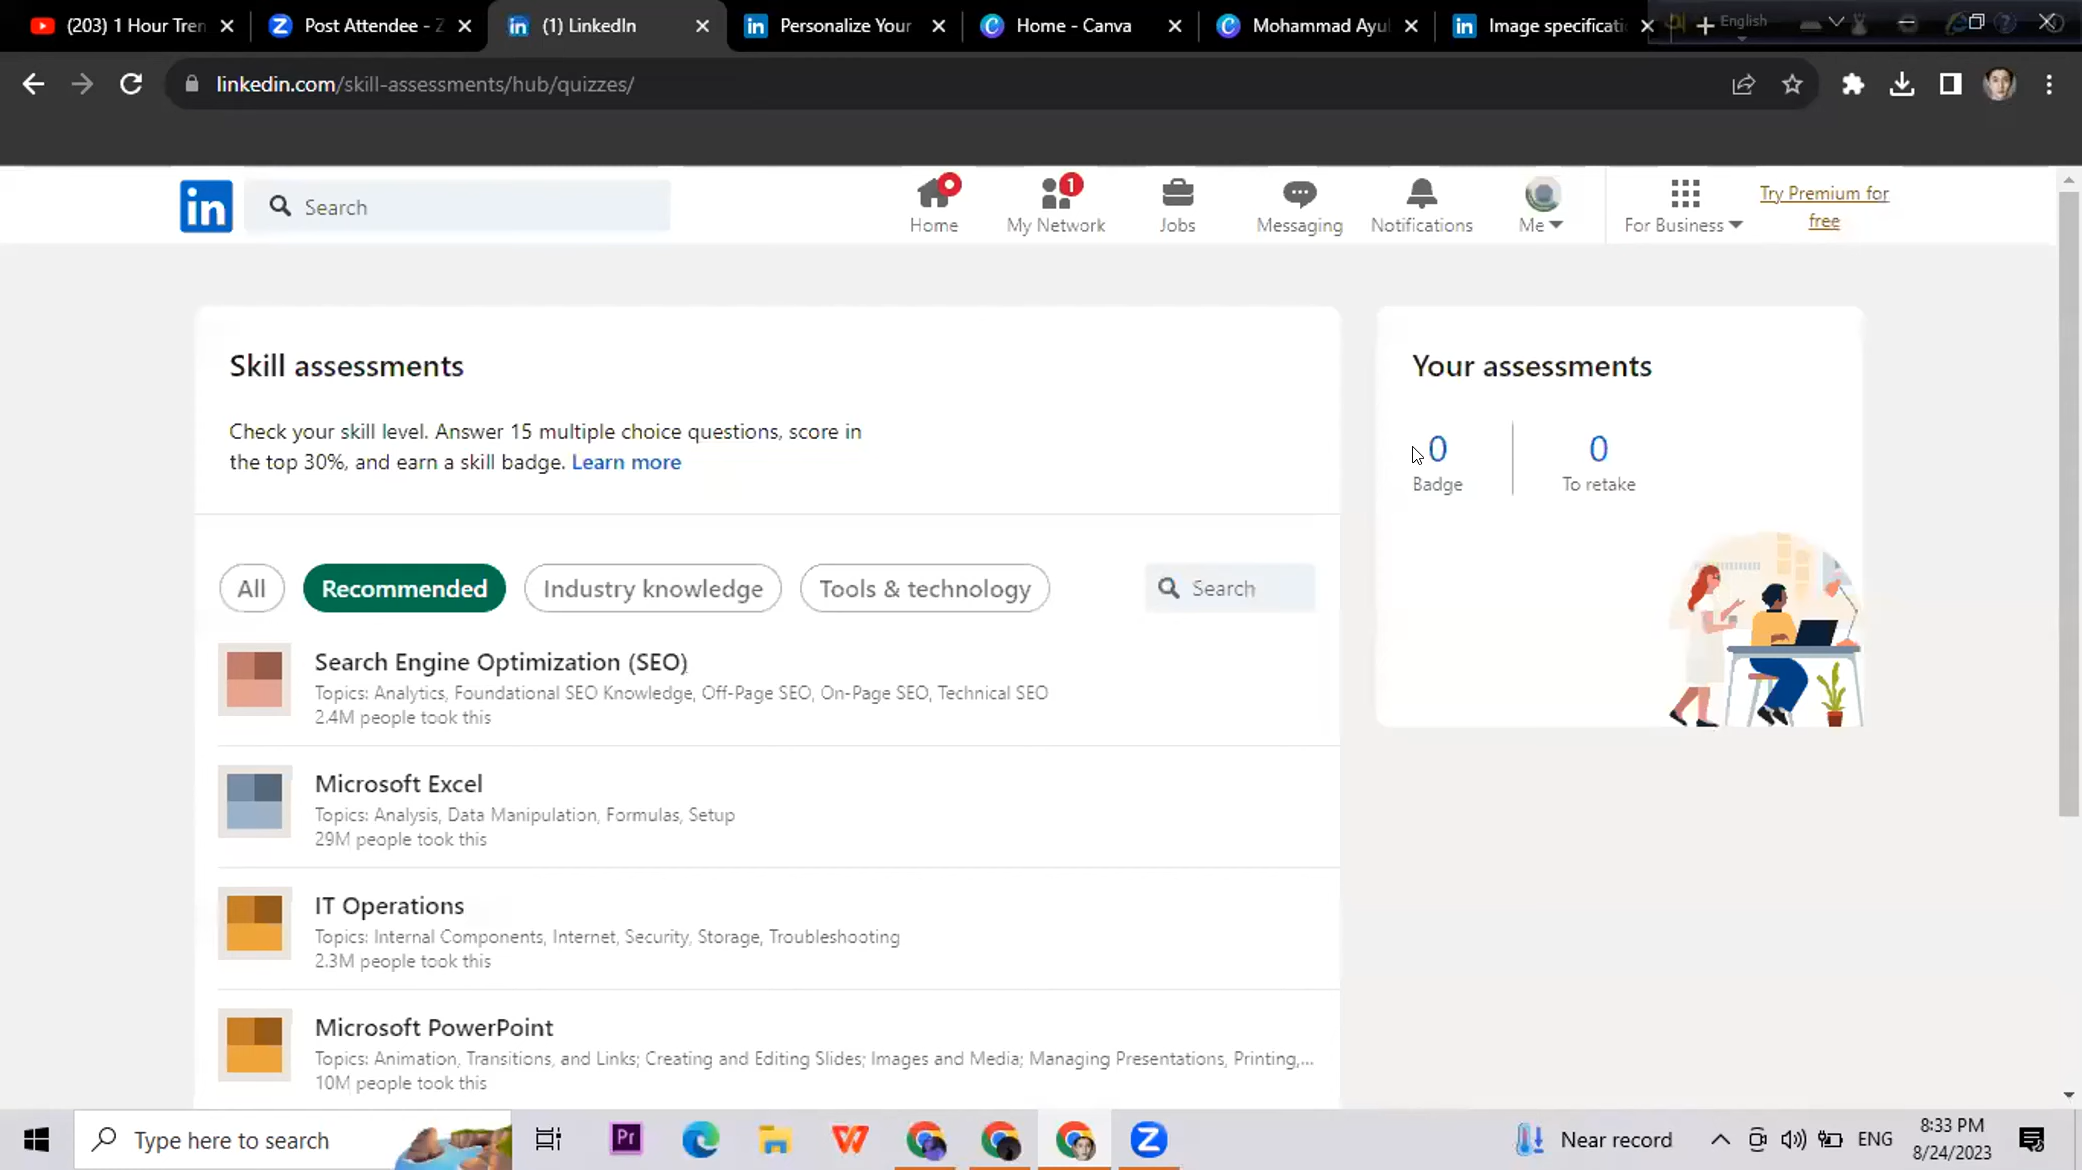 (203) 1 Hour Tren
Post Attendee - Z
(1) LinkedIn
Personalize Your
Home - Canva
Mohammad Ayu
Image specificati
English
linkedin.com/skill-assessments/hub/quizzes/
in
Search
1
Home
My Network
Jobs
Messaging
Notifications
Me
For Business
Try Premium for
free
Skill assessments
Check your skill level. Answer 15 multiple choice questions, score in
the top 30%, and earn a skill badge. Learn more
Your assessments
0
Badge
0
To retake
All
Recommended
Industry knowledge
Tools & technology
Search
Search Engine Optimization (SEO)
Topics: Analytics, Foundational SEO Knowledge, Off-Page SEO, On-Page SEO, Technical SEO
2.4M people took this
Microsoft Excel
Topics: Analysis, Data Manipulation, Formulas, Setup
29M people took this
IT Operations
Topics: Internal Components, Internet, Security, Storage, Troubleshooting
2.3M people took this
Microsoft PowerPoint
Topics: Animation, Transitions, and Links; Creating and Editing Slides; Images and Media; Managing Presentations, Printing,...
10M people took this
Type here to search
Pr
Near record
ENG
8:33 PM
8/24/2023